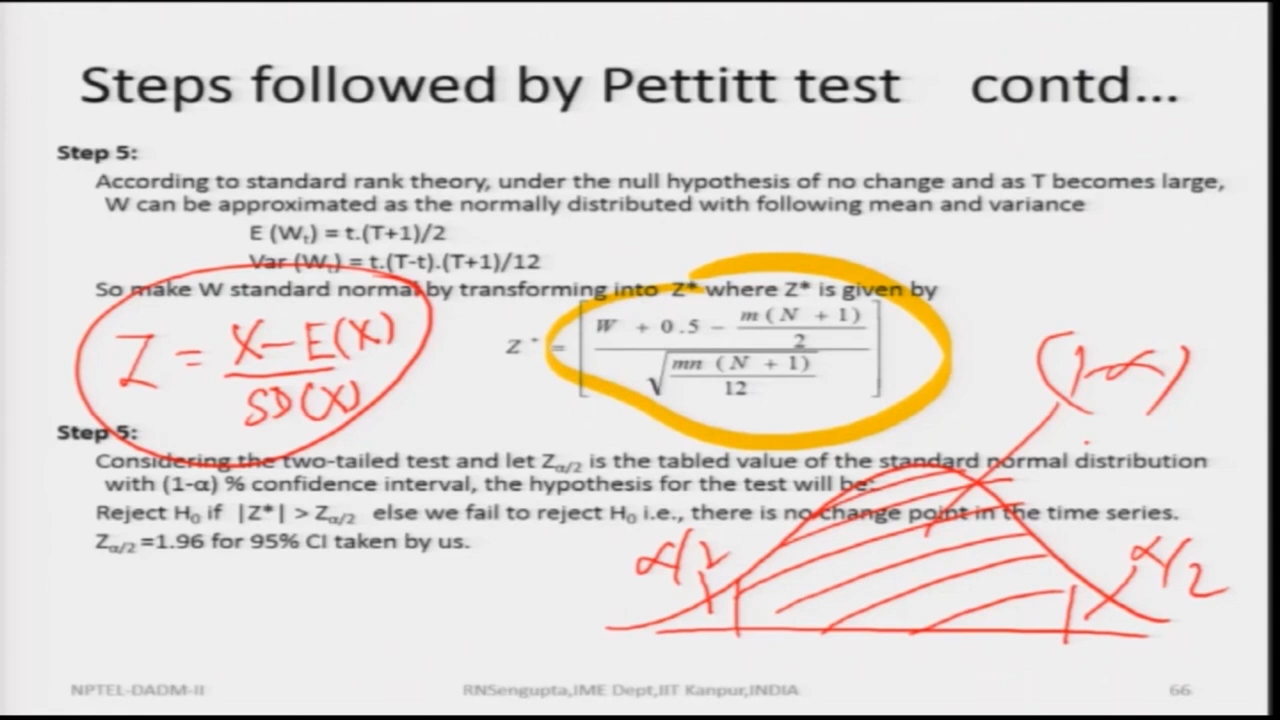 Steps followed by Pettitt test contd...
Step 5:
According to standard rank theory, under the null hypothesis of no change and as T becomes large,
W can be approximated as the normally distributed with following mean and variance
E (Wₜ) = t.(T+1)/2
Var (Wₜ) = t.(T-t).(T+1)/12
So make W standard normal by transforming into Z* where Z* is given by
Z* = [ (W + 0.5 − m(N + 1)/2) / √(mn (N + 1)/12) ]
Z = X−E(X) / SD(X)
(1-α)
Step 5:
Considering the two-tailed test and let Zα/2 is the tabled value of the standard normal distribution
with (1-α) % confidence interval, the hypothesis for the test will be:
Reject H₀ if |Z*| > Zα/2 else we fail to reject H₀ i.e., there is no change point in the time series.
Zα/2 =1.96 for 95% CI taken by us.
α/2 α/2
NPTEL-DADM-II RNSengupta,IME Dept,IIT Kanpur,INDIA 66